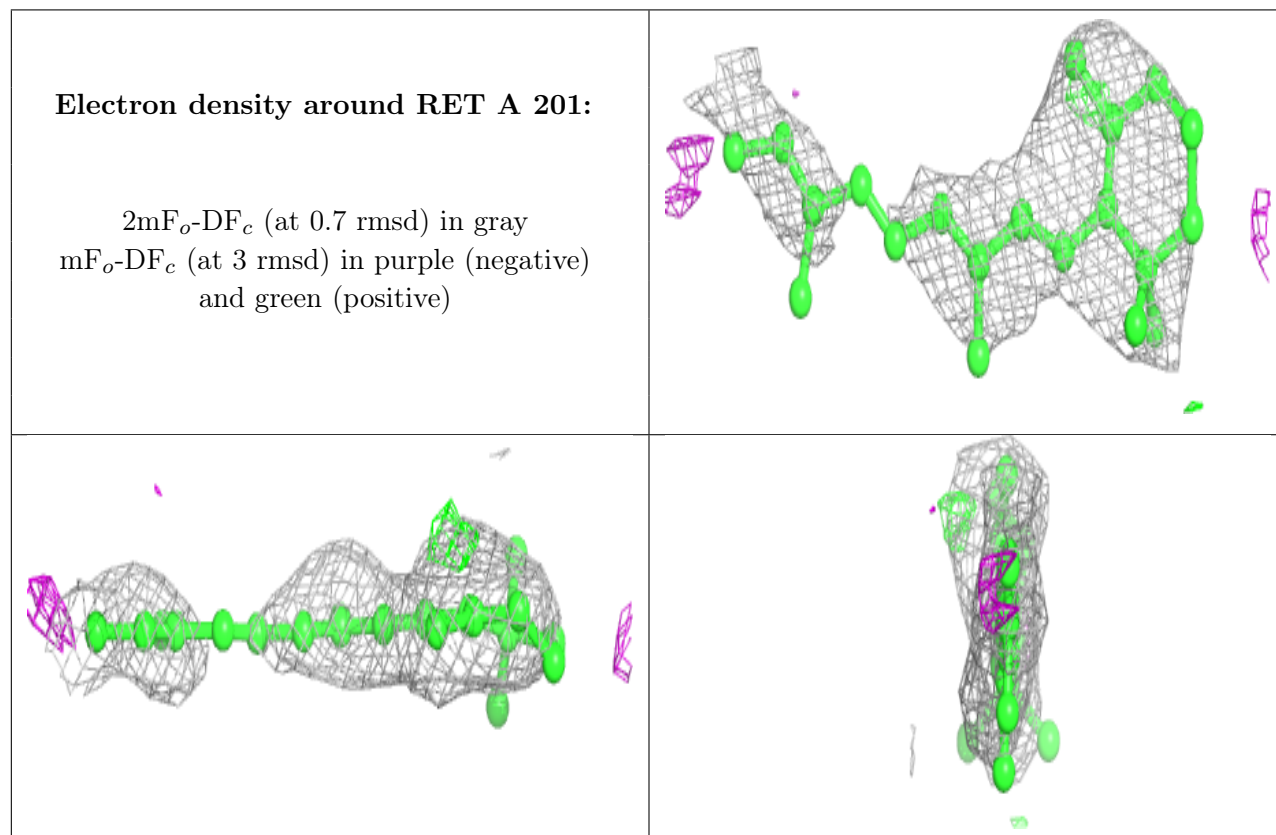 Electron density around RET A 201:
2mFo-DFc (at 0.7 rmsd) in gray
mFo-DFc (at 3 rmsd) in purple (negative)
and green (positive)